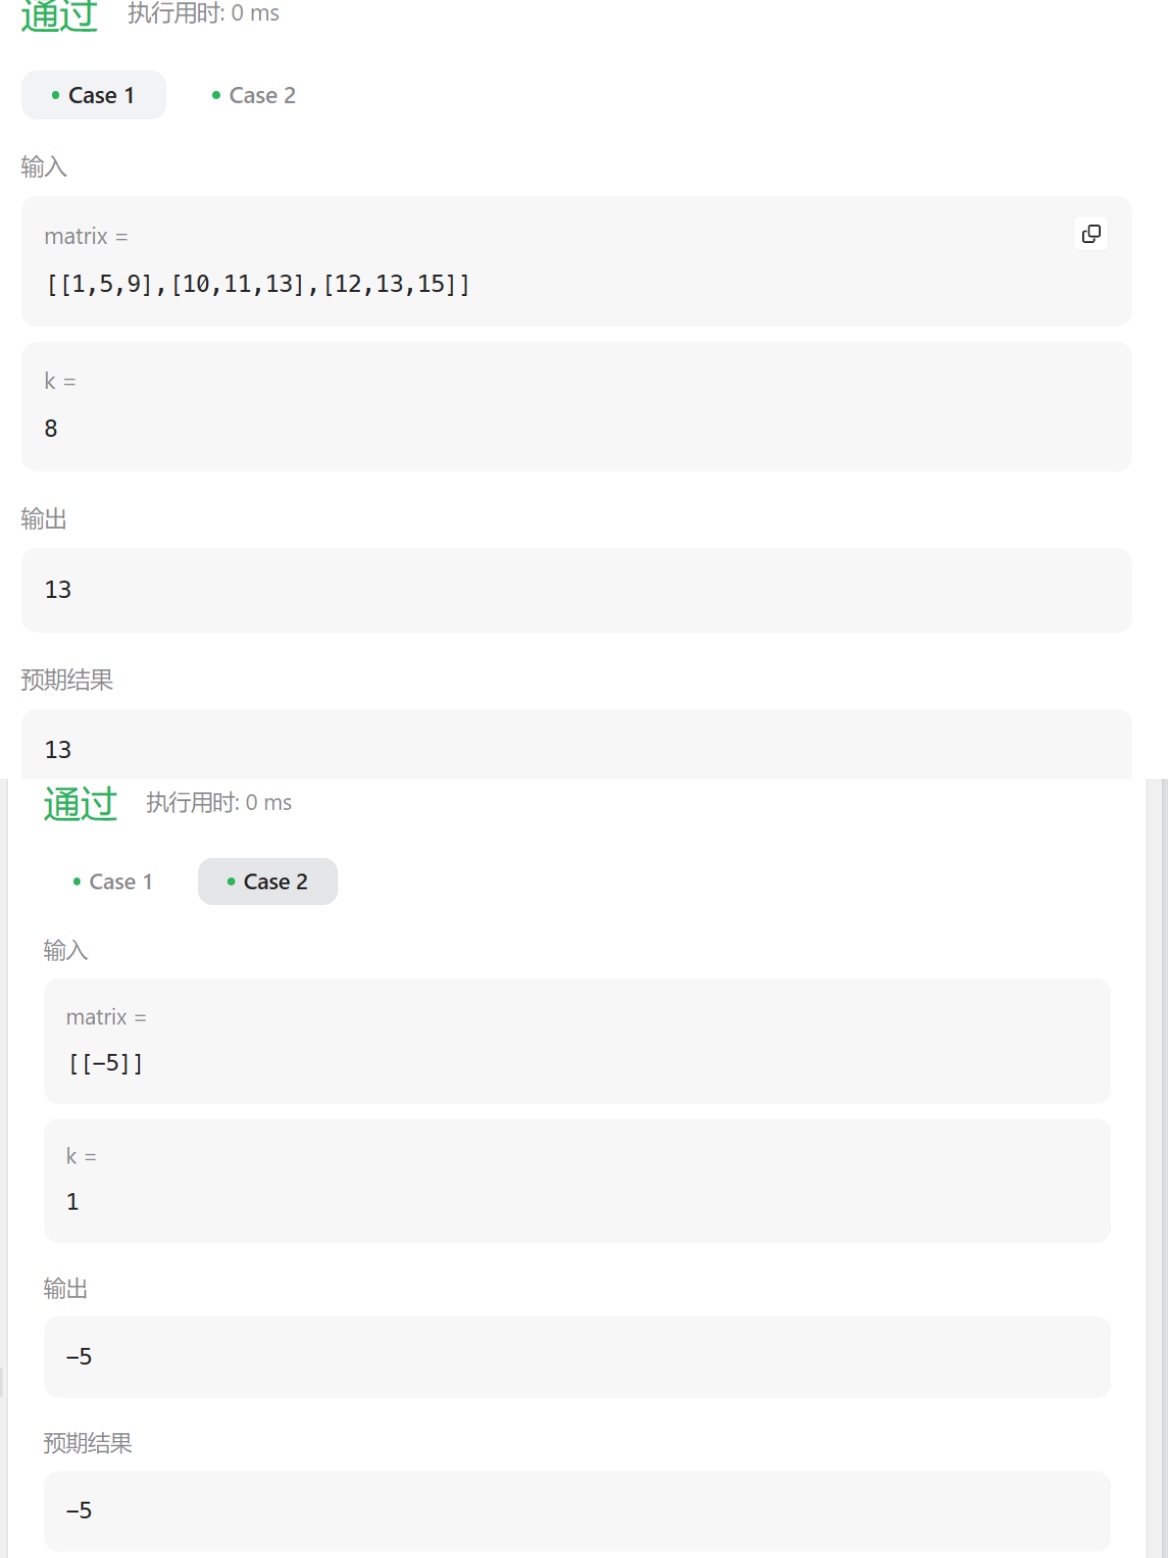 通过 执行用时: 0 ms
Case 1 Case 2
输入
matrix =
[[1,5,9],[10,11,13],[12,13,15]]
k =
8
输出
13
预期结果
13
通过 执行用时: 0 ms
Case 1 Case 2
输入
matrix =
[[-5]]
k =
1
输出
-5
预期结果
-5